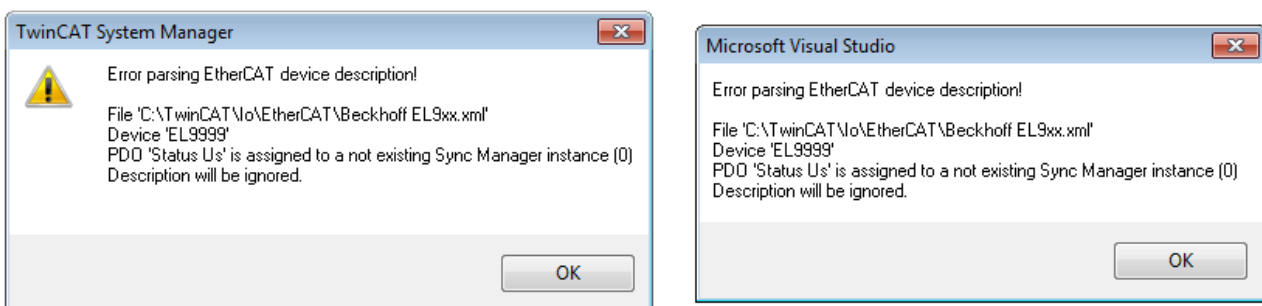 TwinCAT System Manager
Error parsing EtherCAT device description!
File 'C:\TwinCAT\Io\EtherCAT\Beckhoff EL9xx.xml'
Device 'EL9999'
PDO 'Status Us' is assigned to a not existing Sync Manager instance (0)
Description will be ignored.
OK
Microsoft Visual Studio
Error parsing EtherCAT device description!
File 'C:\TwinCAT\Io\EtherCAT\Beckhoff EL9xx.xml'
Device 'EL9999'
PDO 'Status Us' is assigned to a not existing Sync Manager instance (0)
Description will be ignored.
OK